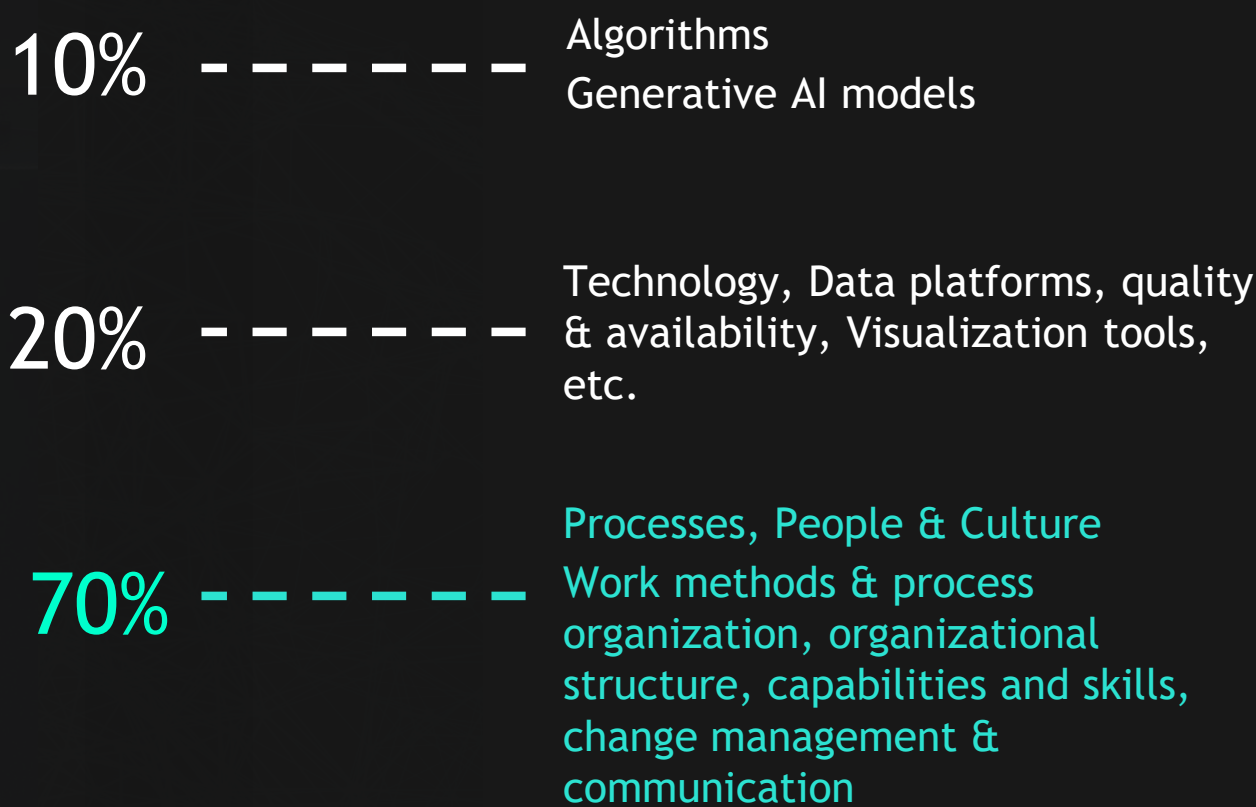 10%
Algorithms
Generative AI models
20%
Technology, Data platforms, quality
& availability, Visualization tools,
etc.
70%
Processes, People & Culture
Work methods & process
organization, organizational
structure, capabilities and skills,
change management &
communication